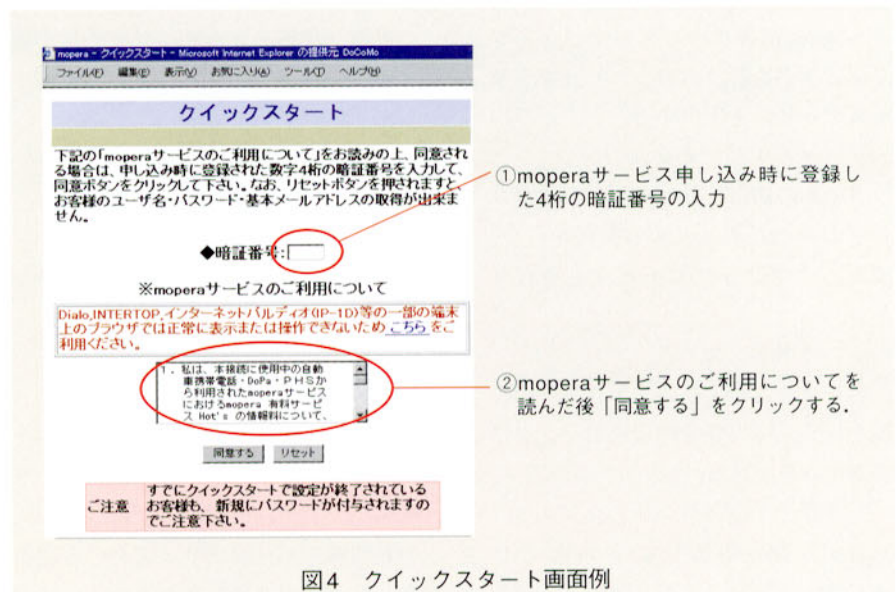 mopera - クイックスタート - Microsoft Internet Explorer の提供元 DoCoMo
ファイル(F) 編集(E) 表示(V) お気に入り(A) ツール(T) ヘルプ(H)
クイックスタート
下記の「moperaサービスのご利用について」をお読みの上、同意され
る場合は、申し込み時に登録された数字4桁の暗証番号を入力して、
同意ボタンをクリックして下さい。なお、リセットボタンを押されますと、
お客様のユーザ名・パスワード・基本メールアドレスの取得が出来ま
せん。
◆暗証番号:
※moperaサービスのご利用について
Dialo,INTERTOP,インターネットバルディオ(IP-1D)等の一部の端末
上のブラウザでは正常に表示または操作できないため こちら をご
利用ください。
1. 私は、本接続に使用中の自動
車携帯電話・DoPa・PHSか
ら利用されたmoperaサービス
におけるmopera 有料サービ
ス Hot's の情報料について、
同意する リセット
ご注意
すでにクイックスタートで設定が終了されている
お客様も、新規にパスワードが付与されますの
でご注意下さい。
①moperaサービス申し込み時に登録し
た4桁の暗証番号の入力
②moperaサービスのご利用についてを
読んだ後「同意する」をクリックする.
図4 クイックスタート画面例